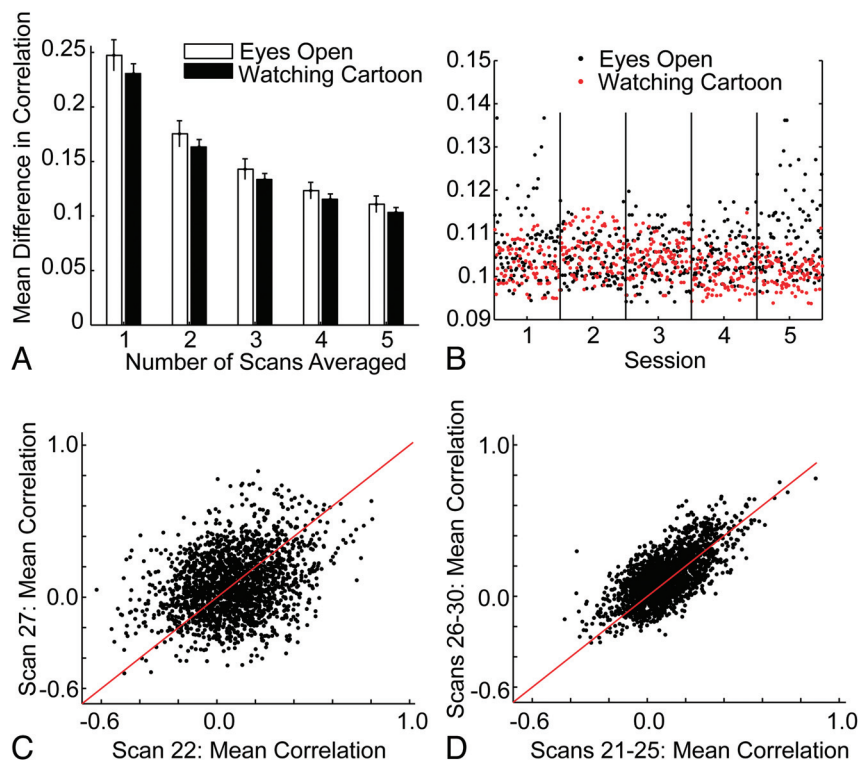 Eyes Open
Watching Cartoon
Mean Difference in Correlation
0.25
0.2
0.15
0.1
0.05
0
1 2 3 4 5
Number of Scans Averaged
A
Eyes Open
Watching Cartoon
0.15
0.14
0.13
0.12
0.11
0.1
0.09
1 2 3 4 5
Session
B
Scan 27: Mean Correlation
1.0
0.0
-0.6
-0.6 0.0 1.0
Scan 22: Mean Correlation
C
Scans 26-30: Mean Correlation
1.0
0.0
-0.6
-0.6 0.0 1.0
Scans 21-25: Mean Correlation
D